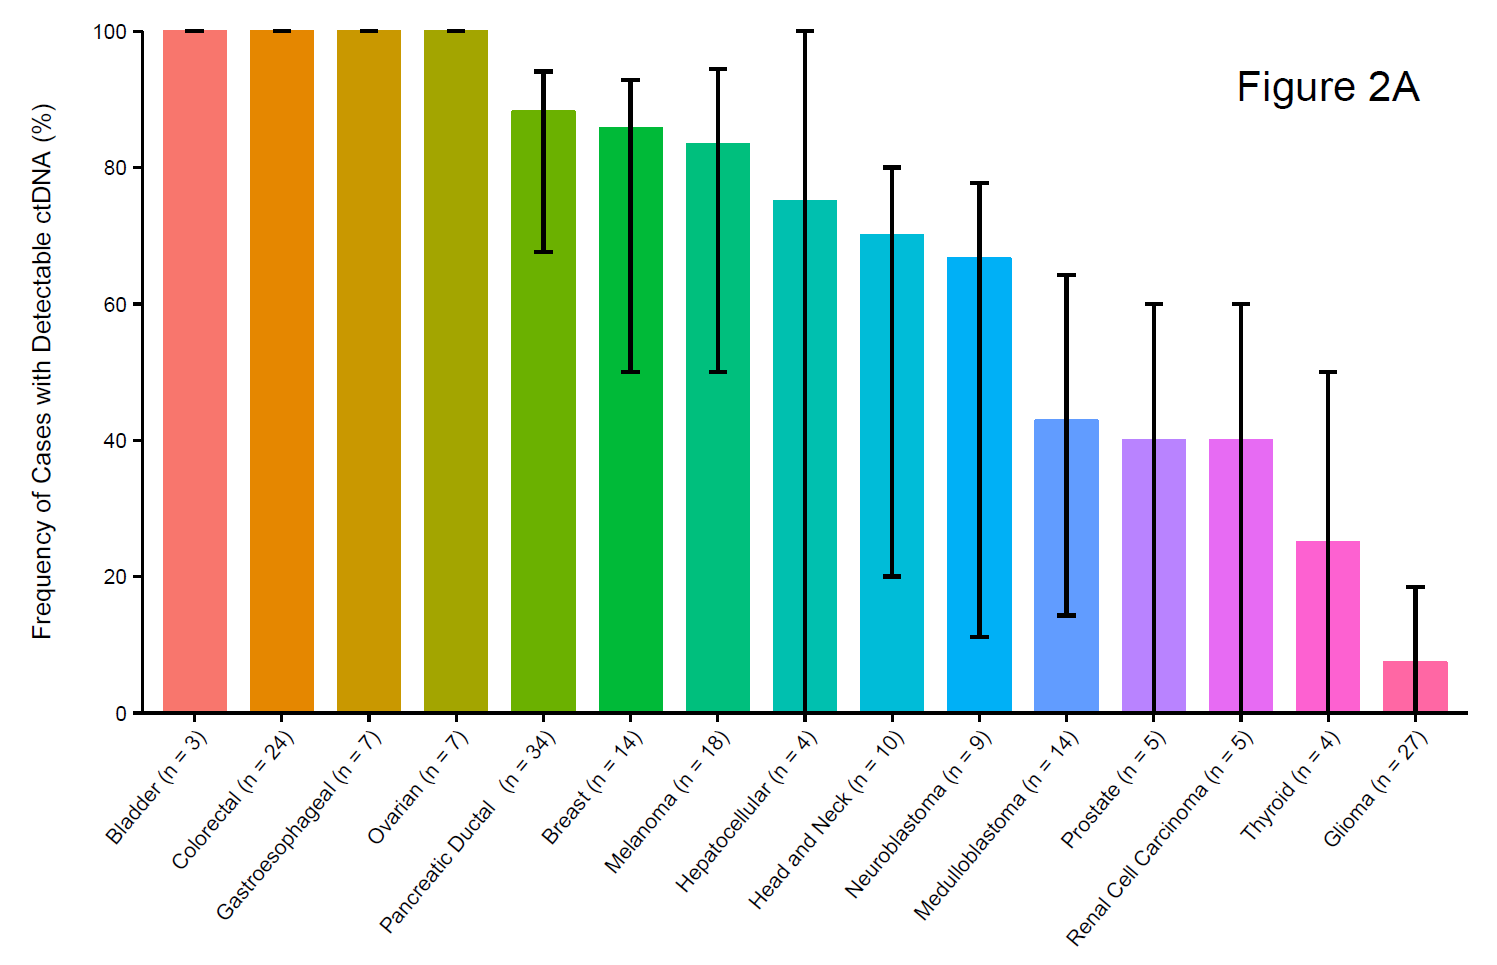 Figure 2A
Frequency of Cases with Detectable ctDNA (%)
100
80
60
40
20
0
Bladder (n = 3)
Colorectal (n = 24)
Gastroesophageal (n = 7)
Ovarian (n = 7)
Pancreatic Ductal (n = 34)
Breast (n = 14)
Melanoma (n = 18)
Hepatocellular (n = 4)
Head and Neck (n = 10)
Neuroblastoma (n = 9)
Medulloblastoma (n = 14)
Prostate (n = 5)
Renal Cell Carcinoma (n = 5)
Thyroid (n = 4)
Glioma (n = 27)